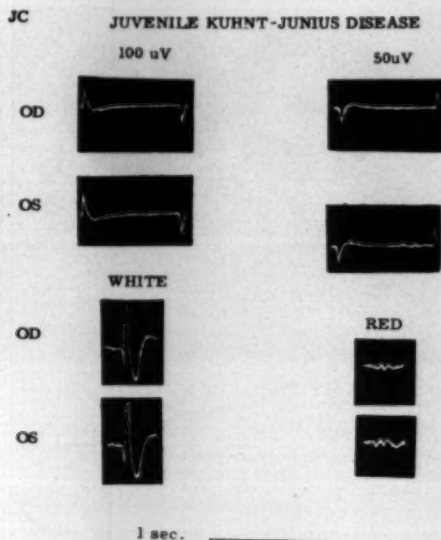 JC
JUVENILE KUHNT-JUNIUS DISEASE
100 uV 50uV
OD
OS
WHITE
RED
OD
OS
1 sec.